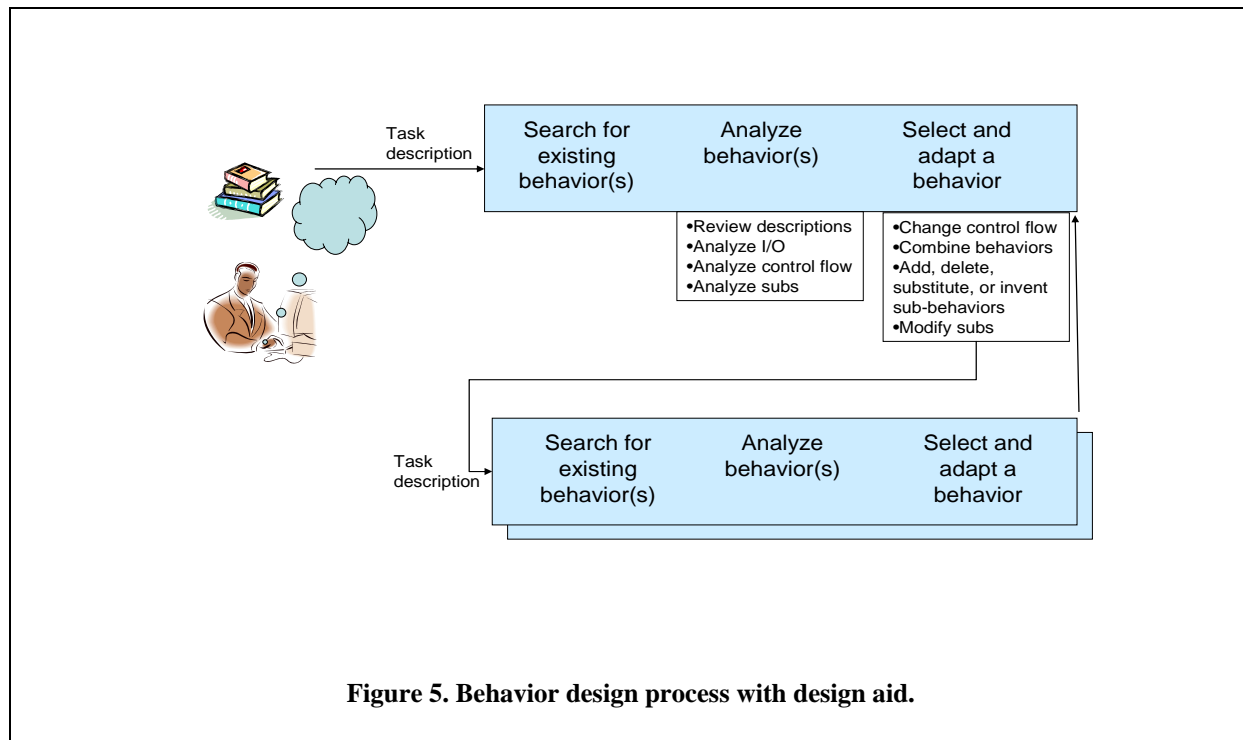 Task
description
Search for
existing
behavior(s)
Analyze
behavior(s)
Select and
adapt a
behavior
•Review descriptions
•Analyze I/O
•Analyze control flow
•Analyze subs
•Change control flow
•Combine behaviors
•Add, delete,
substitute, or invent
sub-behaviors
•Modify subs
Task
description
Search for
existing
behavior(s)
Analyze
behavior(s)
Select and
adapt a
behavior
Figure 5. Behavior design process with design aid.